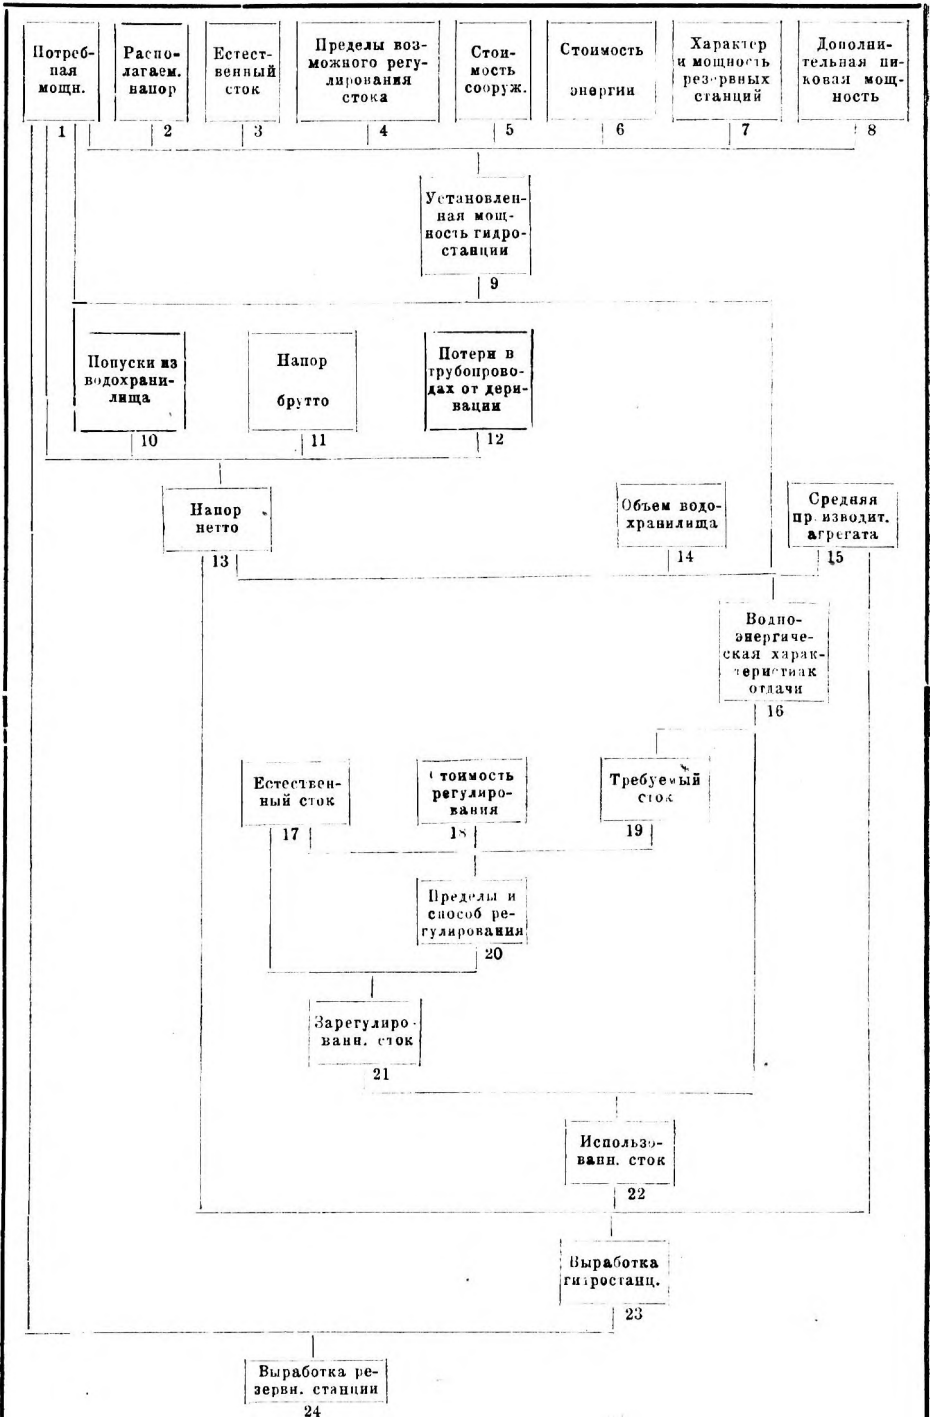 Потреб-
ная
мощн.
1
Распо-
лагаем.
напор
2
Естест-
венный
сток
3
Пределы воз-
можного регу-
лирования
стока
4
Стои-
мость
сооруж.
5
Стоимость
энергии
6
Характер
и мощность
резервных
станций
7
Дополни-
тельная пи-
ковая мощ-
ность
8
Установлен-
ная мощ-
ность гидро-
станции
9
Попуски из
водохрани-
лища
10
Напор
брутто
11
Потери в
трубопрово-
дах от дери-
вации
12
Напор
нетто
13
Объем водо-
хранилища
14
Средняя
пр изводит.
агрегата
15
Водно-
энергиче-
ская харак-
теристиак
отдачи
16
Естествен-
ный сток
17
тоимость
регулиро-
вания
18
Требуемый
сток
19
Пределы и
способ ре-
гулирования
20
Зарегулиро-
ванн. сток
21
Использо-
ванн. сток
22
Выработка
гидростанц.
23
Выработка ре-
зервн. станции
24